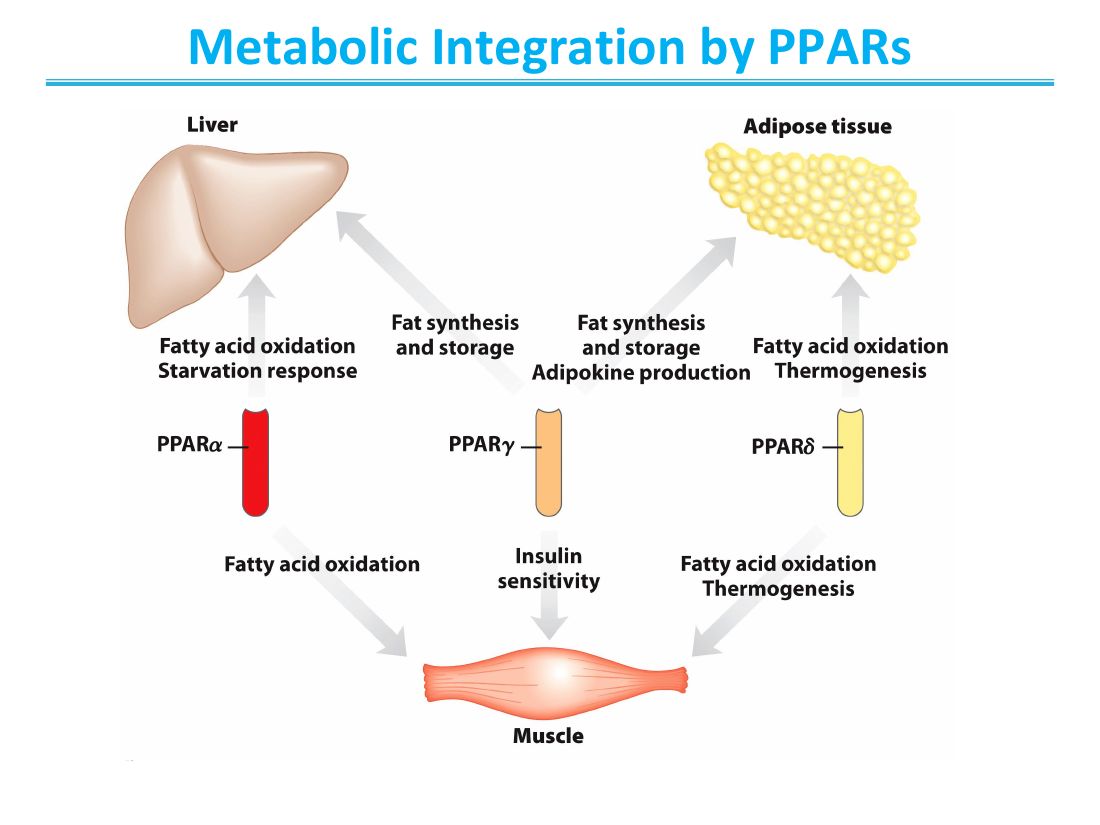 Metabolic Integration by PPARs
Liver
Adipose tissue
Fatty acid oxidation
Starvation response
Fat synthesis
and storage
Fat synthesis
and storage
Adipokine production
Fatty acid oxidation
Thermogenesis
PPARα
PPARγ
PPARδ
Fatty acid oxidation
Insulin
sensitivity
Fatty acid oxidation
Thermogenesis
Muscle